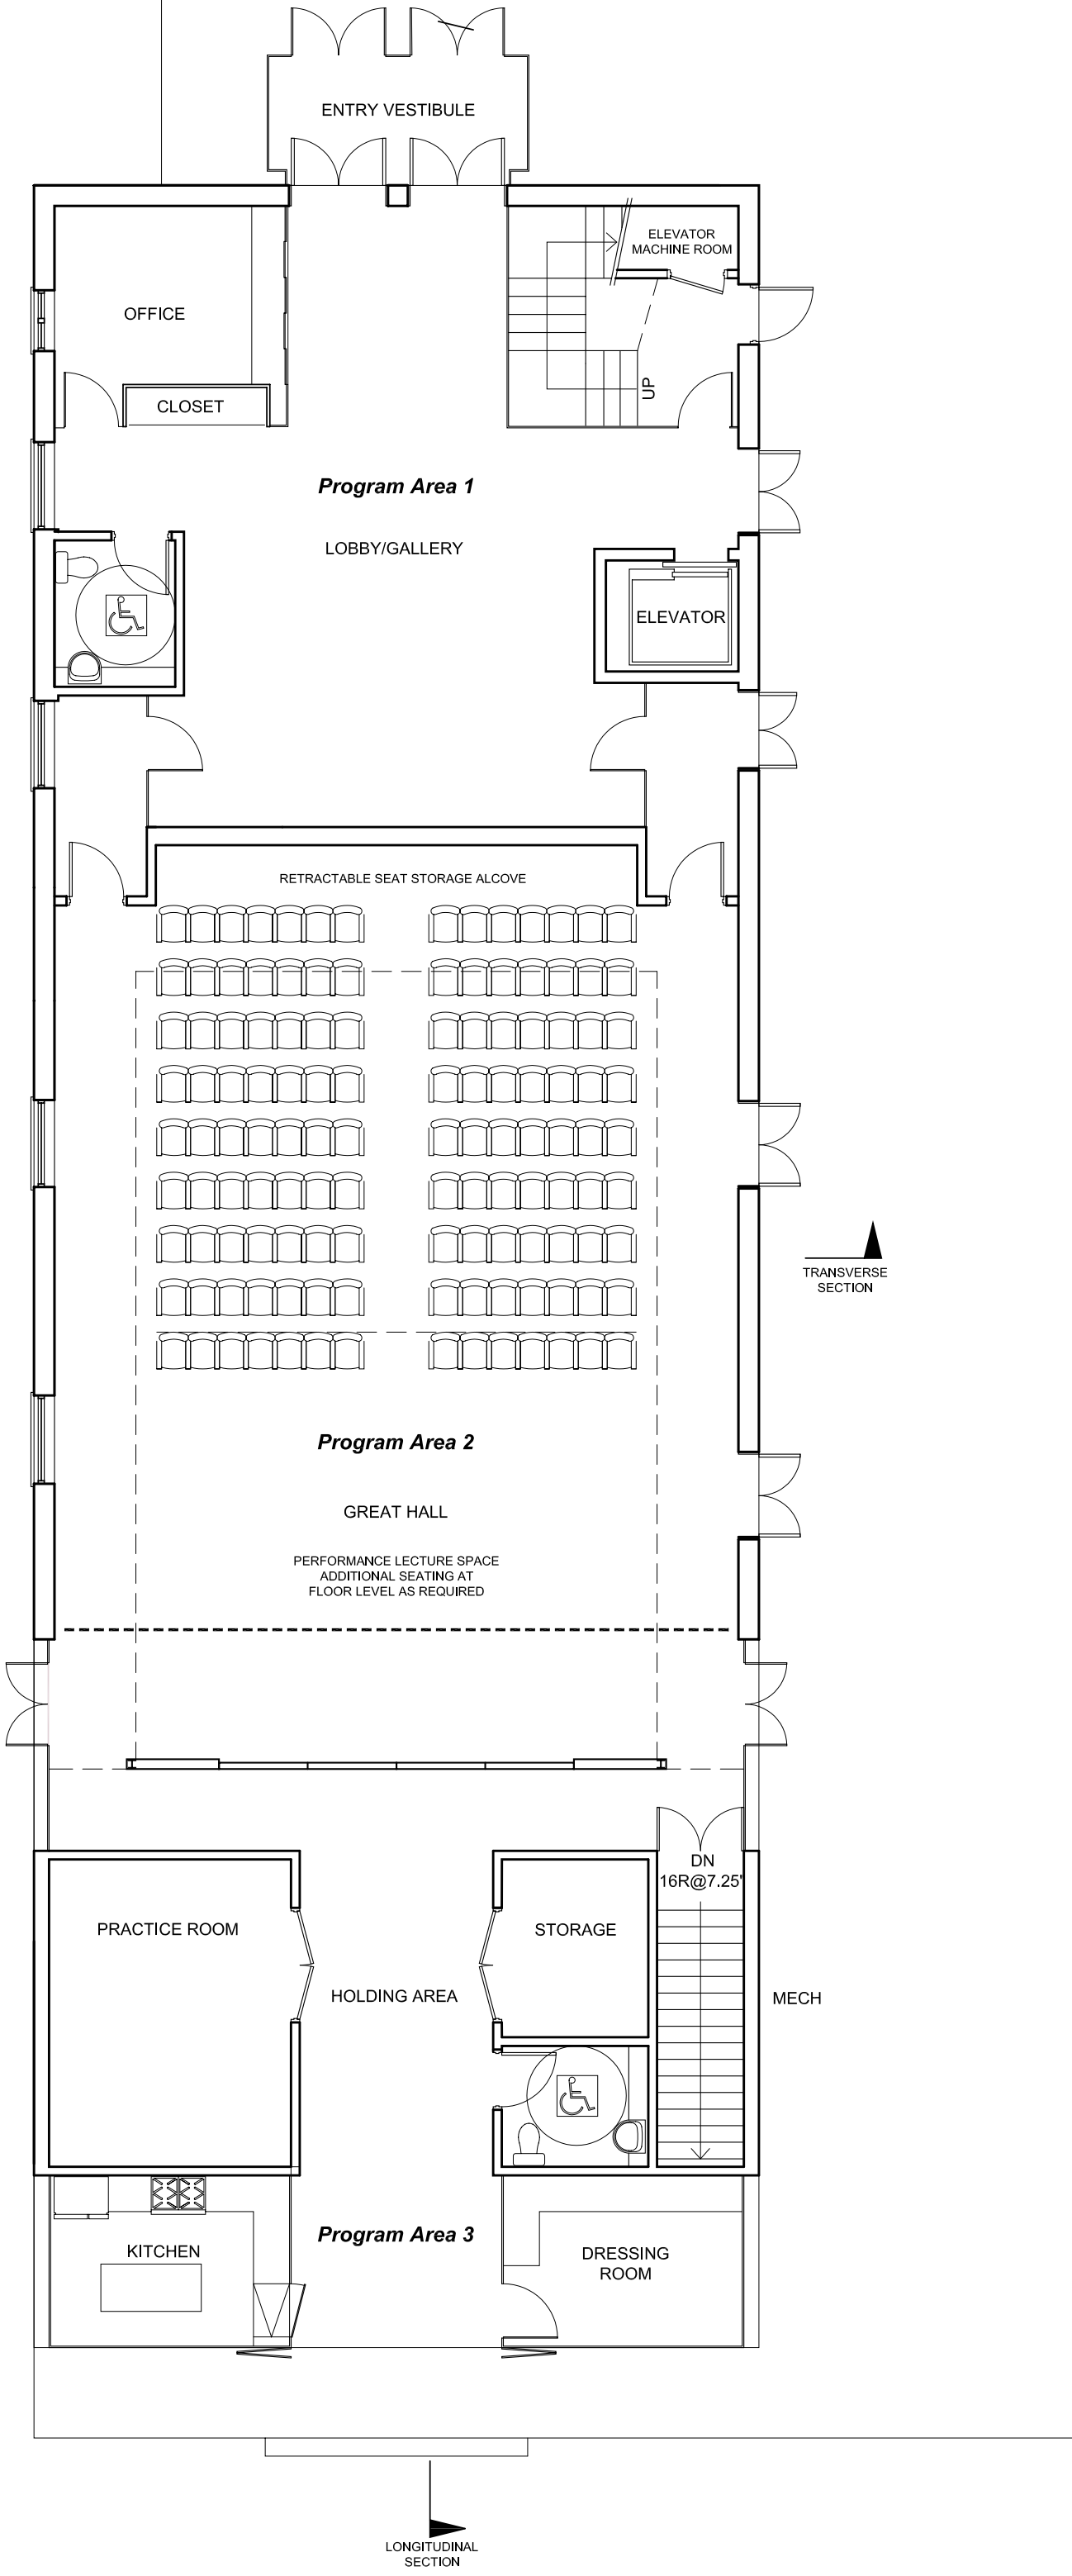 ENTRY VESTIBULE
ELEVATOR
MACHINE ROOM
OFFICE
UP
CLOSET
Program Area 1
LOBBY/GALLERY
ELEVATOR
RETRACTABLE SEAT STORAGE ALCOVE
TRANSVERSE
SECTION
Program Area 2
GREAT HALL
PERFORMANCE LECTURE SPACE
ADDITIONAL SEATING AT
FLOOR LEVEL AS REQUIRED
DN
16R@7.25'
PRACTICE ROOM
STORAGE
HOLDING AREA
MECH
Program Area 3
KITCHEN
DRESSING
ROOM
LONGITUDINAL
SECTION